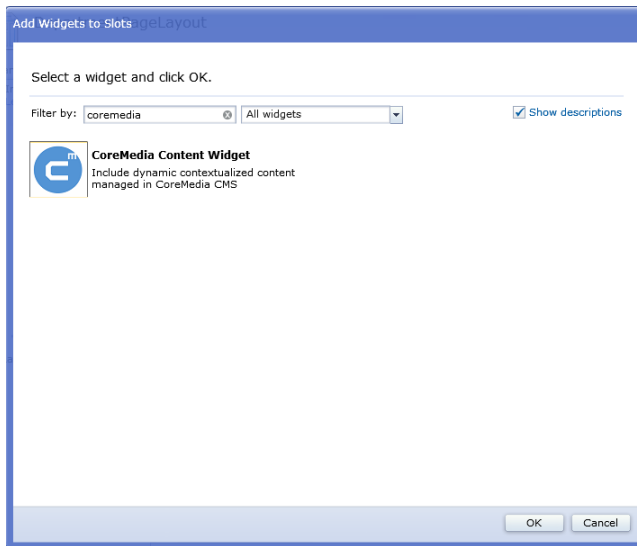 Add Widgets to Slots
PageLayout
Select a widget and click OK.
Filter by: coremedia All widgets Show descriptions
m
CoreMedia Content Widget
Include dynamic contextualized content
managed in CoreMedia CMS
OK Cancel